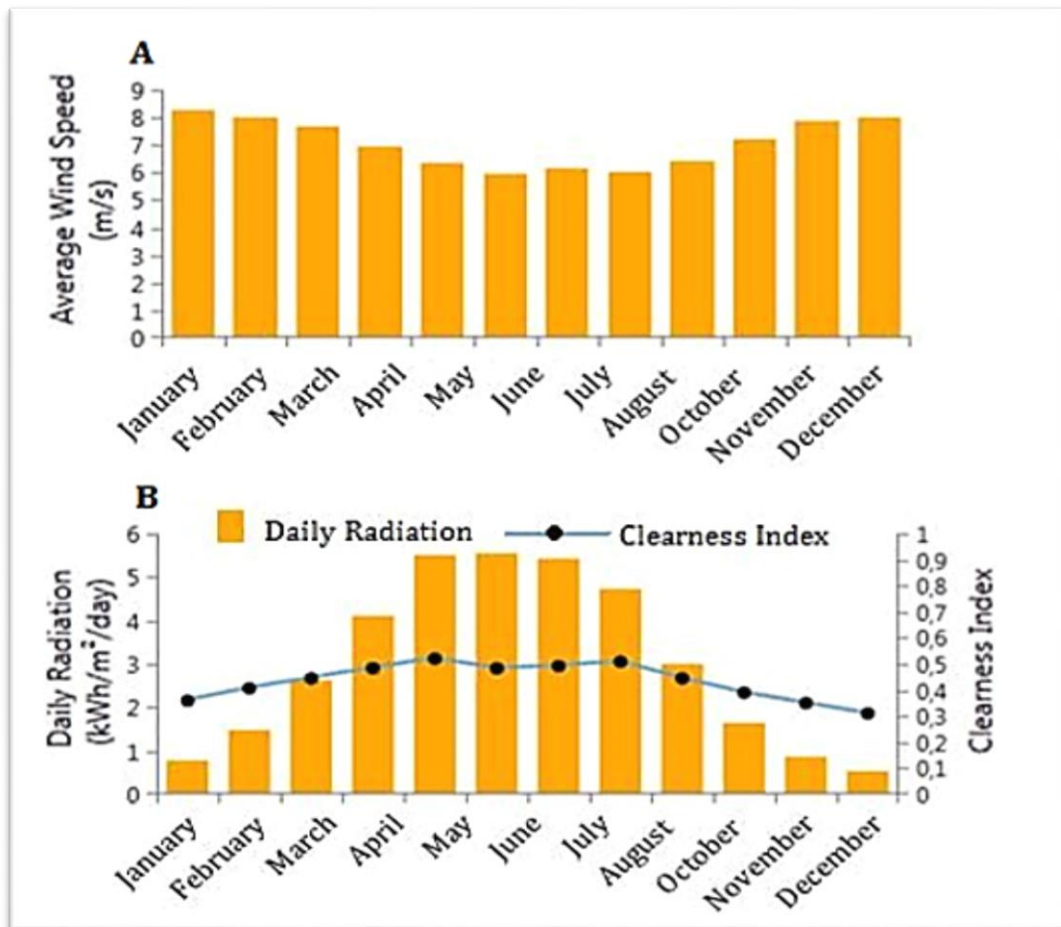 A
Average Wind Speed
(m/s)
9
8
7
6
5
4
3
2
1
0
January
February
March
April
May
June
July
August
October
November
December
B
Daily Radiation
Clearness Index
Daily Radiation
(kWh/m²/day)
6
5
4
3
2
1
0
1
0,9
0,8
0,7
0,6
0,5
0,4
0,3
0,2
0,1
0
Clearness Index
January
February
March
April
May
June
July
August
October
November
December